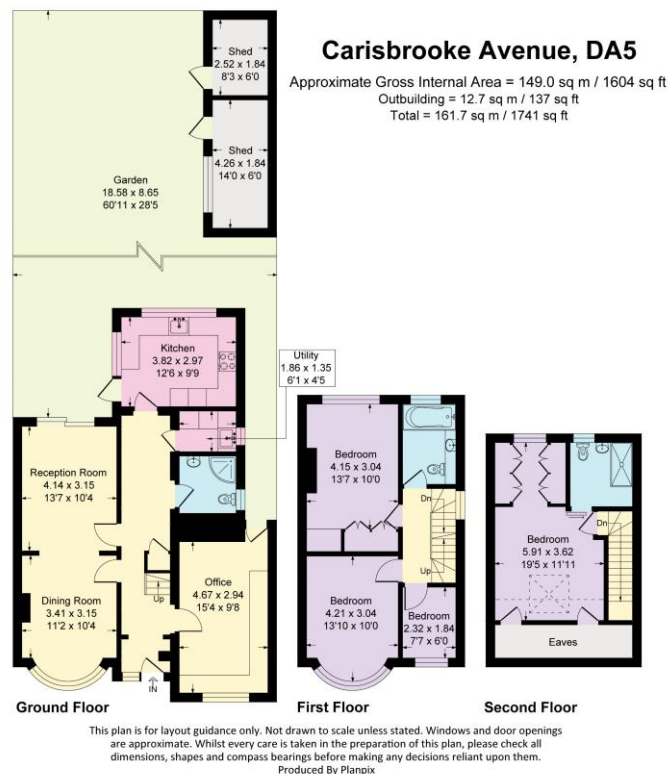 Carisbrooke Avenue, DA5
Approximate Gross Internal Area = 149.0 sq m / 1604 sq ft
Outbuilding = 12.7 sq m / 137 sq ft
Total = 161.7 sq m / 1741 sq ft
Shed
2.52 x 1.84
8'3 x 6'0
Shed
4.26 x 1.84
14'0 x 6'0
Garden
18.58 x 8.65
60'11 x 28'5
Kitchen
3.82 x 2.97
12'6 x 9'9
Utility
1.86 x 1.35
6'1 x 4'5
Reception Room
4.14 x 3.15
13'7 x 10'4
Dining Room
3.41 x 3.15
11'2 x 10'4
Up
Office
4.67 x 2.94
15'4 x 9'8
IN
Ground Floor
Bedroom
4.15 x 3.04
13'7 x 10'0
Dn
Up
Bedroom
4.21 x 3.04
13'10 x 10'0
Bedroom
2.32 x 1.84
7'7 x 6'0
First Floor
Dn
Bedroom
5.91 x 3.62
19'5 x 11'11
Eaves
Second Floor
This plan is for layout guidance only. Not drawn to scale unless stated. Windows and door openings
are approximate. Whilst every care is taken in the preparation of this plan, please check all
dimensions, shapes and compass bearings before making any decisions reliant upon them.
Produced By Planpix